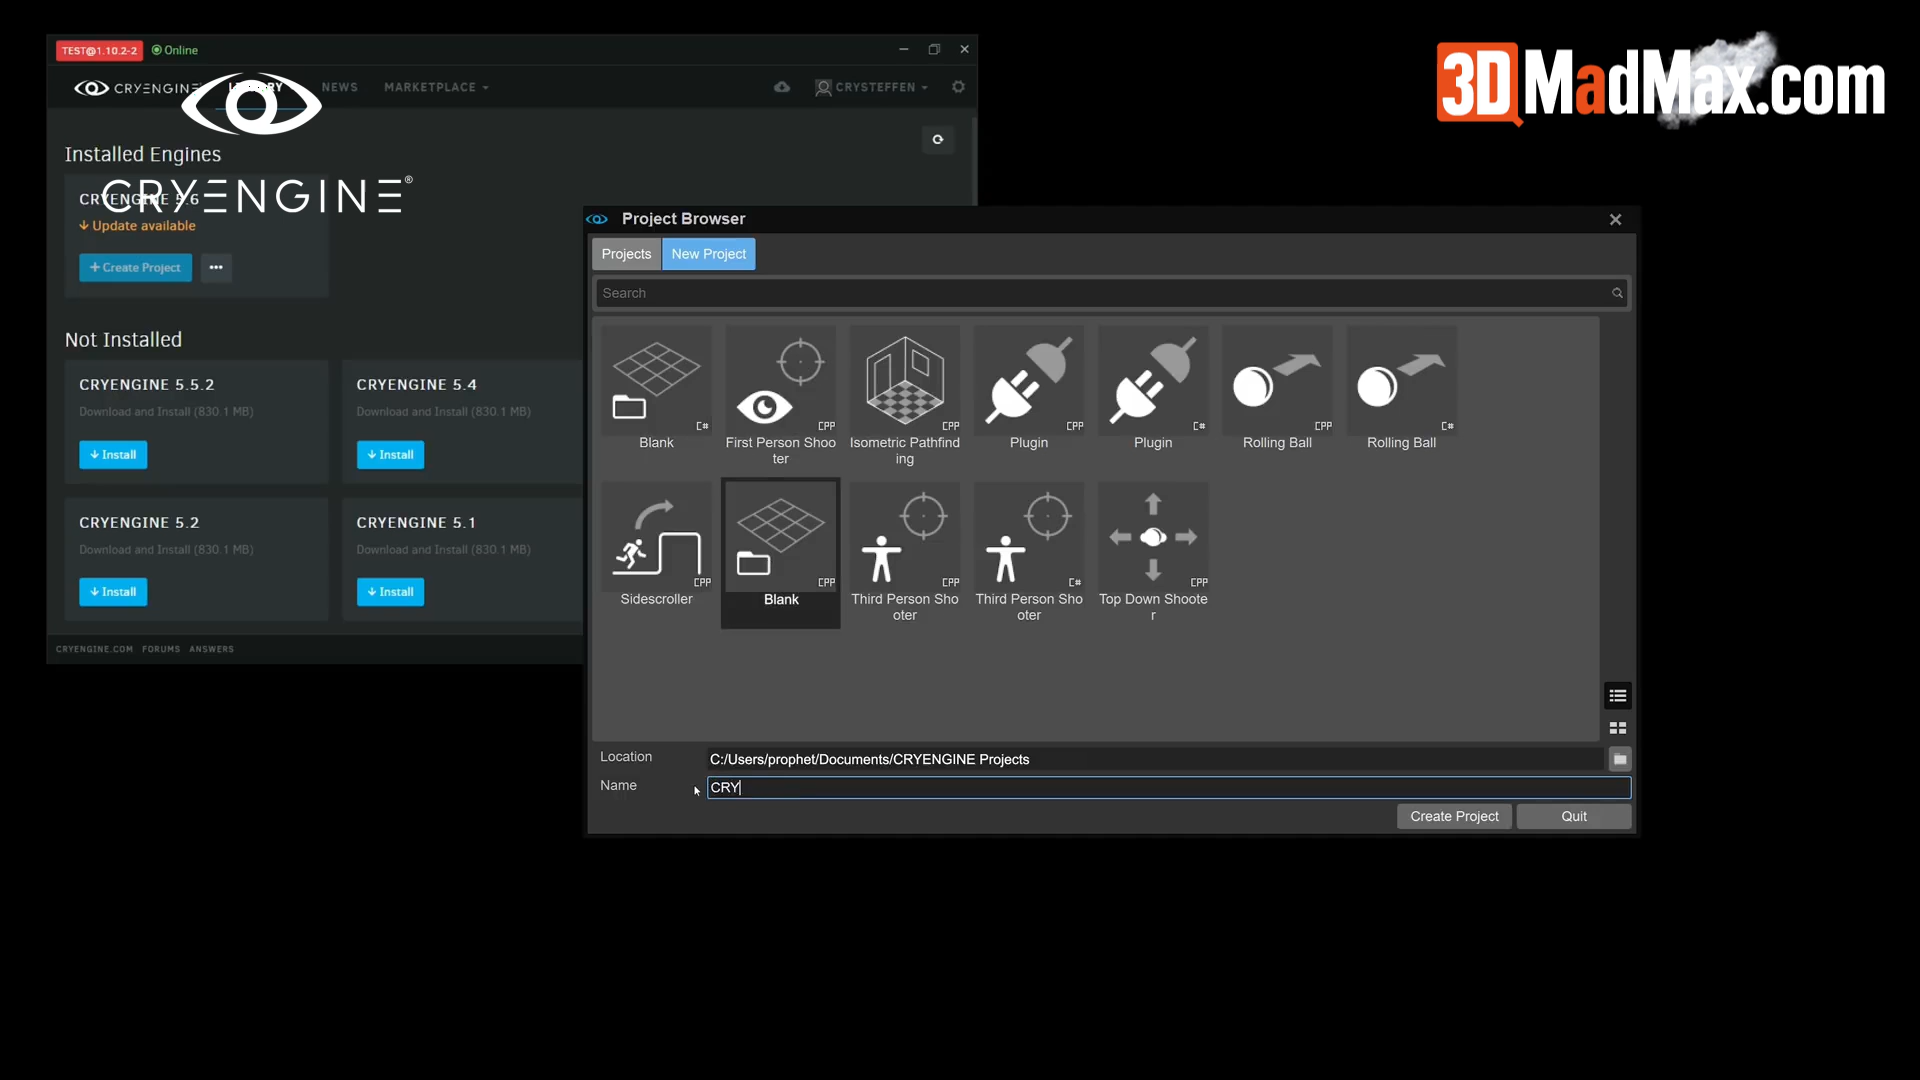 TEST@1.10.2-2
Online
CRYENGINE
NEWS
MARKETPLACE
CRYSTEFFEN
Installed Engines
CRYENGINE 5.6
Update available
+ Create Project
•••
CRYENGINE®
Not Installed
CRYENGINE 5.5.2
Download and Install (830.1 MB)
Install
CRYENGINE 5.4
Download and Install (830.1 MB)
Install
CRYENGINE 5.2
Download and Install (830.1 MB)
Install
CRYENGINE 5.1
Download and Install (830.1 MB)
Install
CRYENGINE.COM FORUMS ANSWERS
3DMadMax.com
Project Browser
Projects
New Project
Search
C#
Blank
CPP
First Person Shoo
ter
CPP
Isometric Pathfind
ing
CPP
Plugin
C#
Plugin
CPP
Rolling Ball
C#
Rolling Ball
CPP
Sidescroller
CPP
Blank
CPP
Third Person Sho
oter
C#
Third Person Sho
oter
CPP
Top Down Shoote
r
Location
C:/Users/prophet/Documents/CRYENGINE Projects
Name
CRY
Create Project
Quit